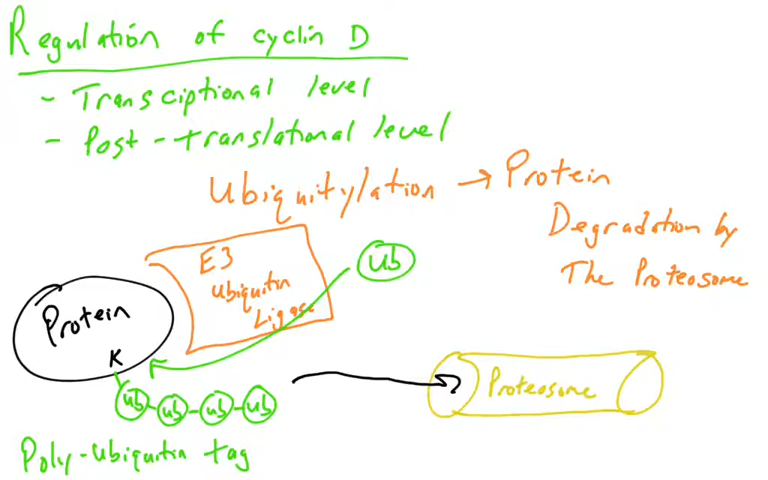 Regulation of cyclin D
- Transciptional level
- Post-translational level
Ubiquitylation → Protein
Degradation by
The Proteosome
E3
Ubiquitin
Ligase
Ub
Protein
K
Ub - Ub - Ub - Ub
Proteosome
Poly-Ubiquitin tag